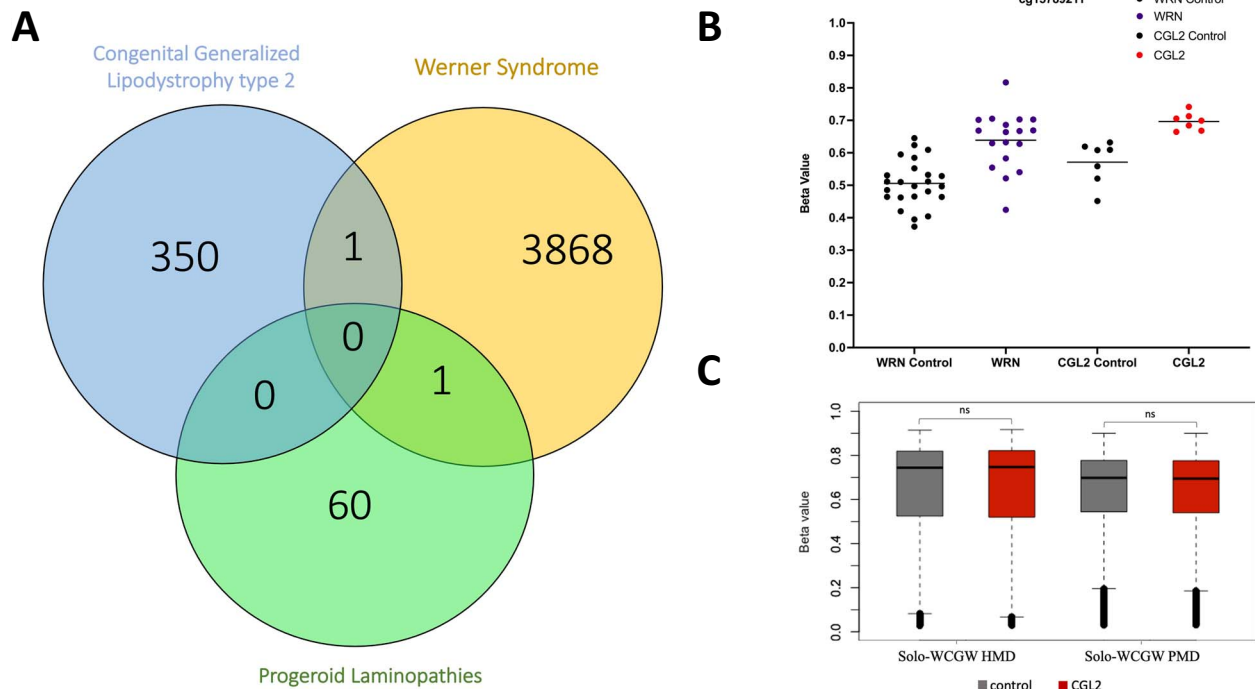 A
Congenital Generalized
Lipodystrophy type 2
Werner Syndrome
350
1
3868
0
0
1
60
Progeroid Laminopathies
B
WRN Control
WRN
CGL2 Control
CGL2
1.0
0.9
0.8
0.7
0.6
0.5
0.4
0.3
0.2
0.1
0.0
Beta Value
WRN Control
WRN
CGL2 Control
CGL2
C
ns
ns
1.0
0.8
0.6
0.4
0.2
0.0
Beta value
Solo-WCGW HMD
Solo-WCGW PMD
control
CGL2